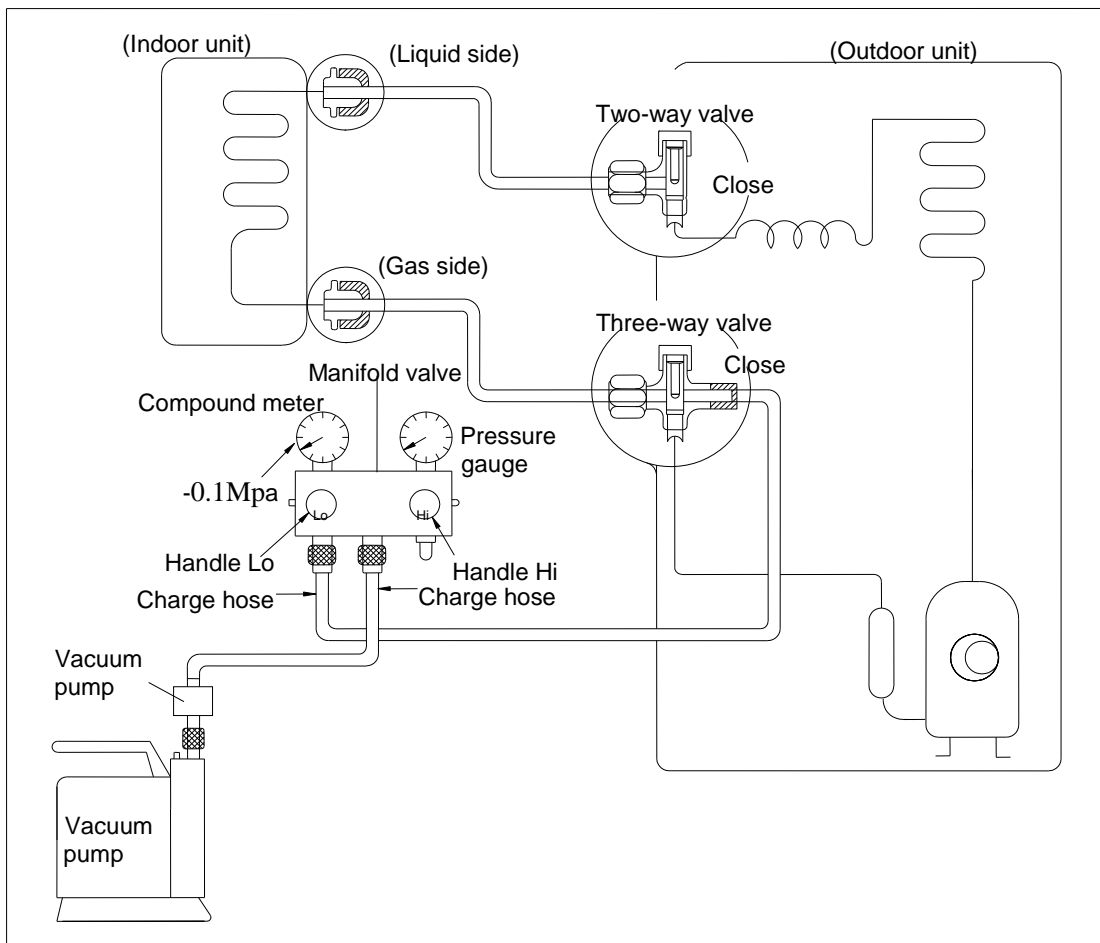 (Indoor unit)
(Liquid side)
(Outdoor unit)
Two-way valve
Close
(Gas side)
Three-way valve
Close
Manifold valve
Compound meter
Pressure
gauge
-0.1Mpa
Lo
Hi
Handle Lo
Handle Hi
Charge hose
Charge hose
Vacuum
pump
Vacuum
pump